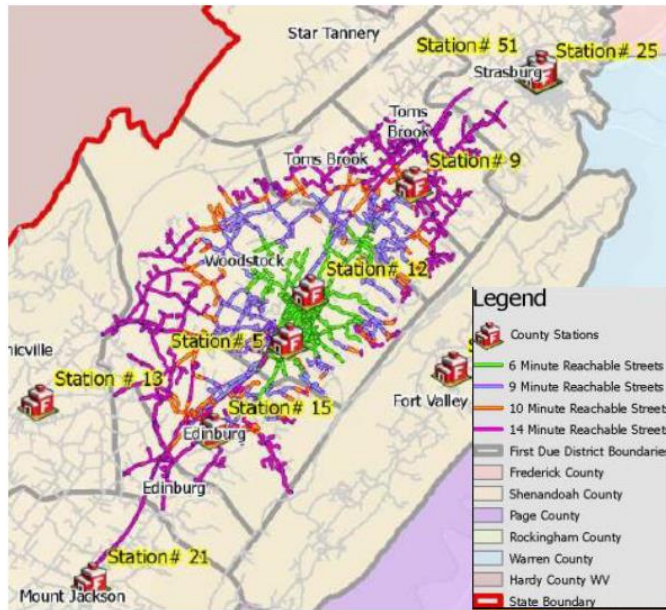 Star Tannery
Station# 51
Station # 25
Strasburg
Toms
Brook
Toms Brook
Station# 9
Woodstock
Station# 12
Station# 5
nicville
Station# 13
Station# 15
Edinburg
Fort Valley
Edinburg
Station# 21
Mount Jackson
Legend
County Stations
6 Minute Reachable Streets
9 Minute Reachable Streets
10 Minute Reachable Street
14 Minute Reachable Street
First Due District Boundaries
Frederick County
Shenandoah County
Page County
Rockingham County
Warren County
Hardy County WV
State Boundary